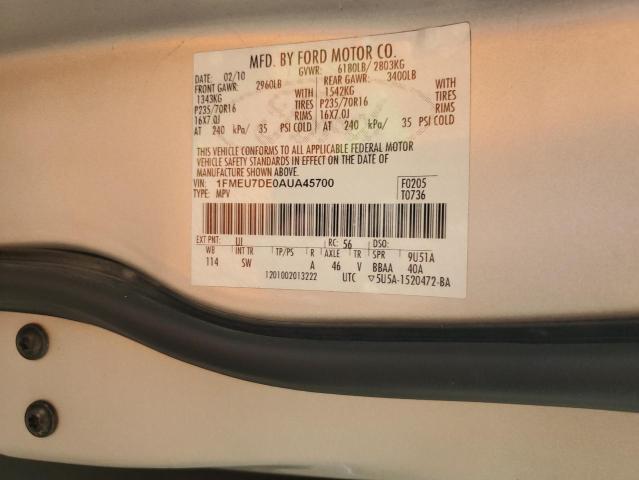 MFD. BY FORD MOTOR CO.
DATE: 02/10 GVWR: 6180LB/ 2803KG
FRONT GAWR: 2960LB REAR GAWR: 3400LB
1343KG WITH 1542KG WITH
P235/70R16 TIRES P235/70R16 TIRES
16X7.0J RIMS 16X7.0J RIMS
AT 240 kPa/ 35 PSI COLD AT 240 kPa/ 35 PSI COLD
THIS VEHICLE CONFORMS TO ALL APPLICABLE FEDERAL MOTOR
VEHICLE SAFETY STANDARDS IN EFFECT ON THE DATE OF
MANUFACTURE SHOWN ABOVE.
VIN: 1FMEU7DE0AUA45700 F0205
TYPE: MPV T0736
EXT PNT: UI RC: 56 DSO:
WB INT TR TP/PS R AXLE TR SPR 9U51A
114 SW A 46 V BBAA 40A
1201002013222 UTC ▽5U5A-1520472-BA